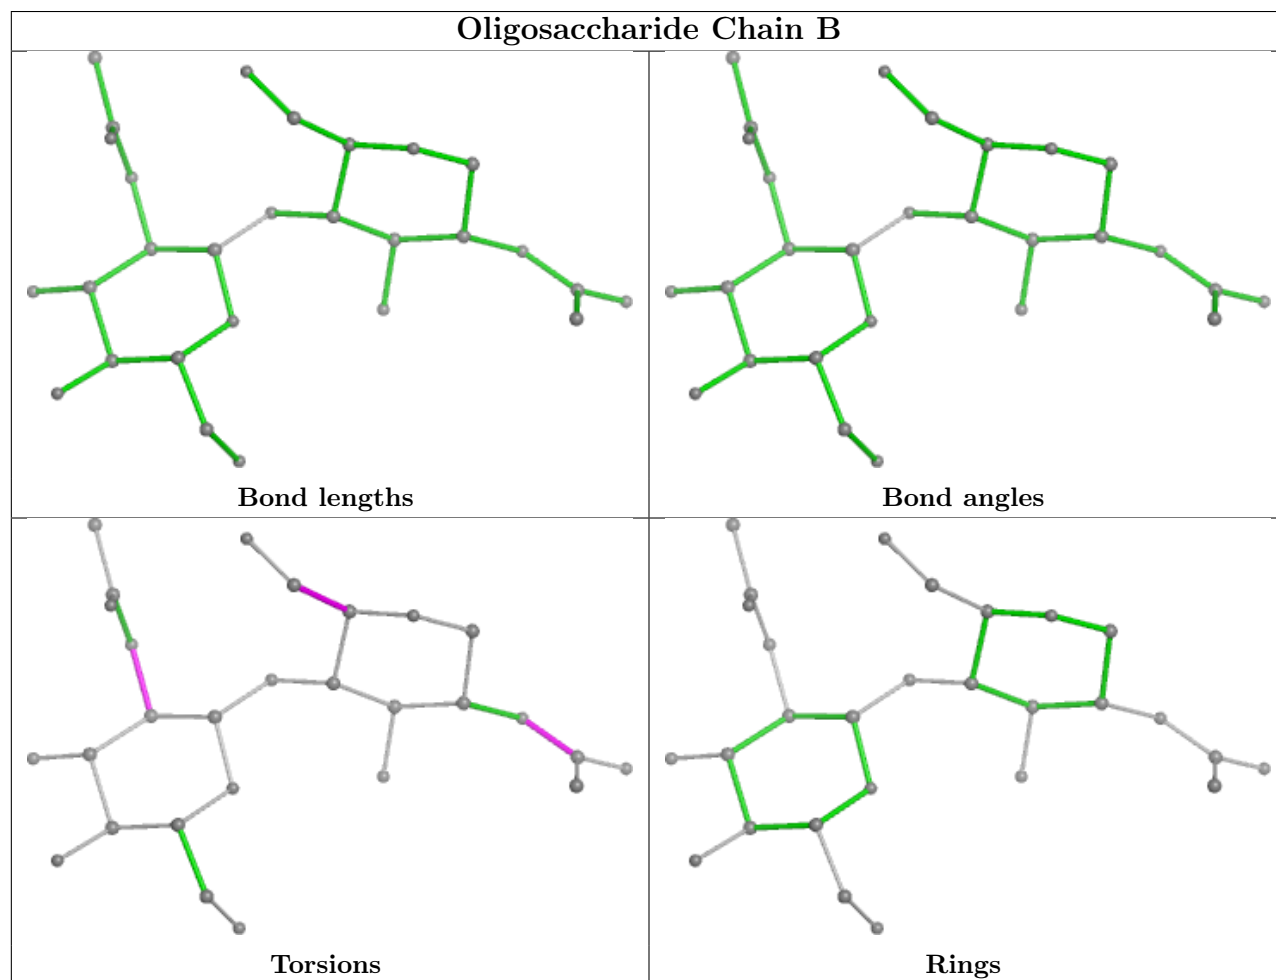 Oligosaccharide Chain B
Bond lengths
Bond angles
Torsions
Rings